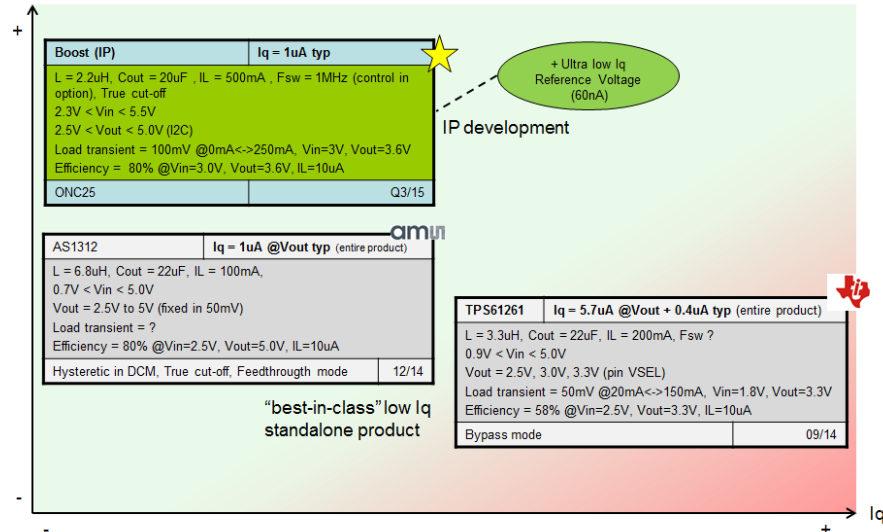 +
Boost (IP) Iq = 1uA typ
L = 2.2uH, Cout = 20uF , IL = 500mA , Fsw = 1MHz (control in
option), True cut-off
2.3V < Vin < 5.5V
2.5V < Vout < 5.0V (I2C)
Load transient = 100mV @0mA<->250mA, Vin=3V, Vout=3.6V
Efficiency = 80% @Vin=3.0V, Vout=3.6V, IL=10uA
ONC25 Q3/15
+ Ultra low Iq
Reference Voltage
(60nA)
IP development
amu
AS1312 Iq = 1uA @Vout typ (entire product)
L = 6.8uH, Cout = 22uF, IL = 100mA,
0.7V < Vin < 5.0V
Vout = 2.5V to 5V (fixed in 50mV)
Load transient = ?
Efficiency = 80% @Vin=2.5V, Vout=5.0V, IL=10uA
Hysteretic in DCM, True cut-off, Feedthrougth mode 12/14
TPS61261 Iq = 5.7uA @Vout + 0.4uA typ (entire product)
L = 3.3uH, Cout = 22uF, IL = 200mA, Fsw ?
0.9V < Vin < 5.0V
Vout = 2.5V, 3.0V, 3.3V (pin VSEL)
Load transient = 50mV @20mA<->150mA, Vin=1.8V, Vout=3.3V
Efficiency = 58% @Vin=2.5V, Vout=3.3V, IL=10uA
Bypass mode 09/14
"best-in-class" low Iq
standalone product
-
Iq
- +